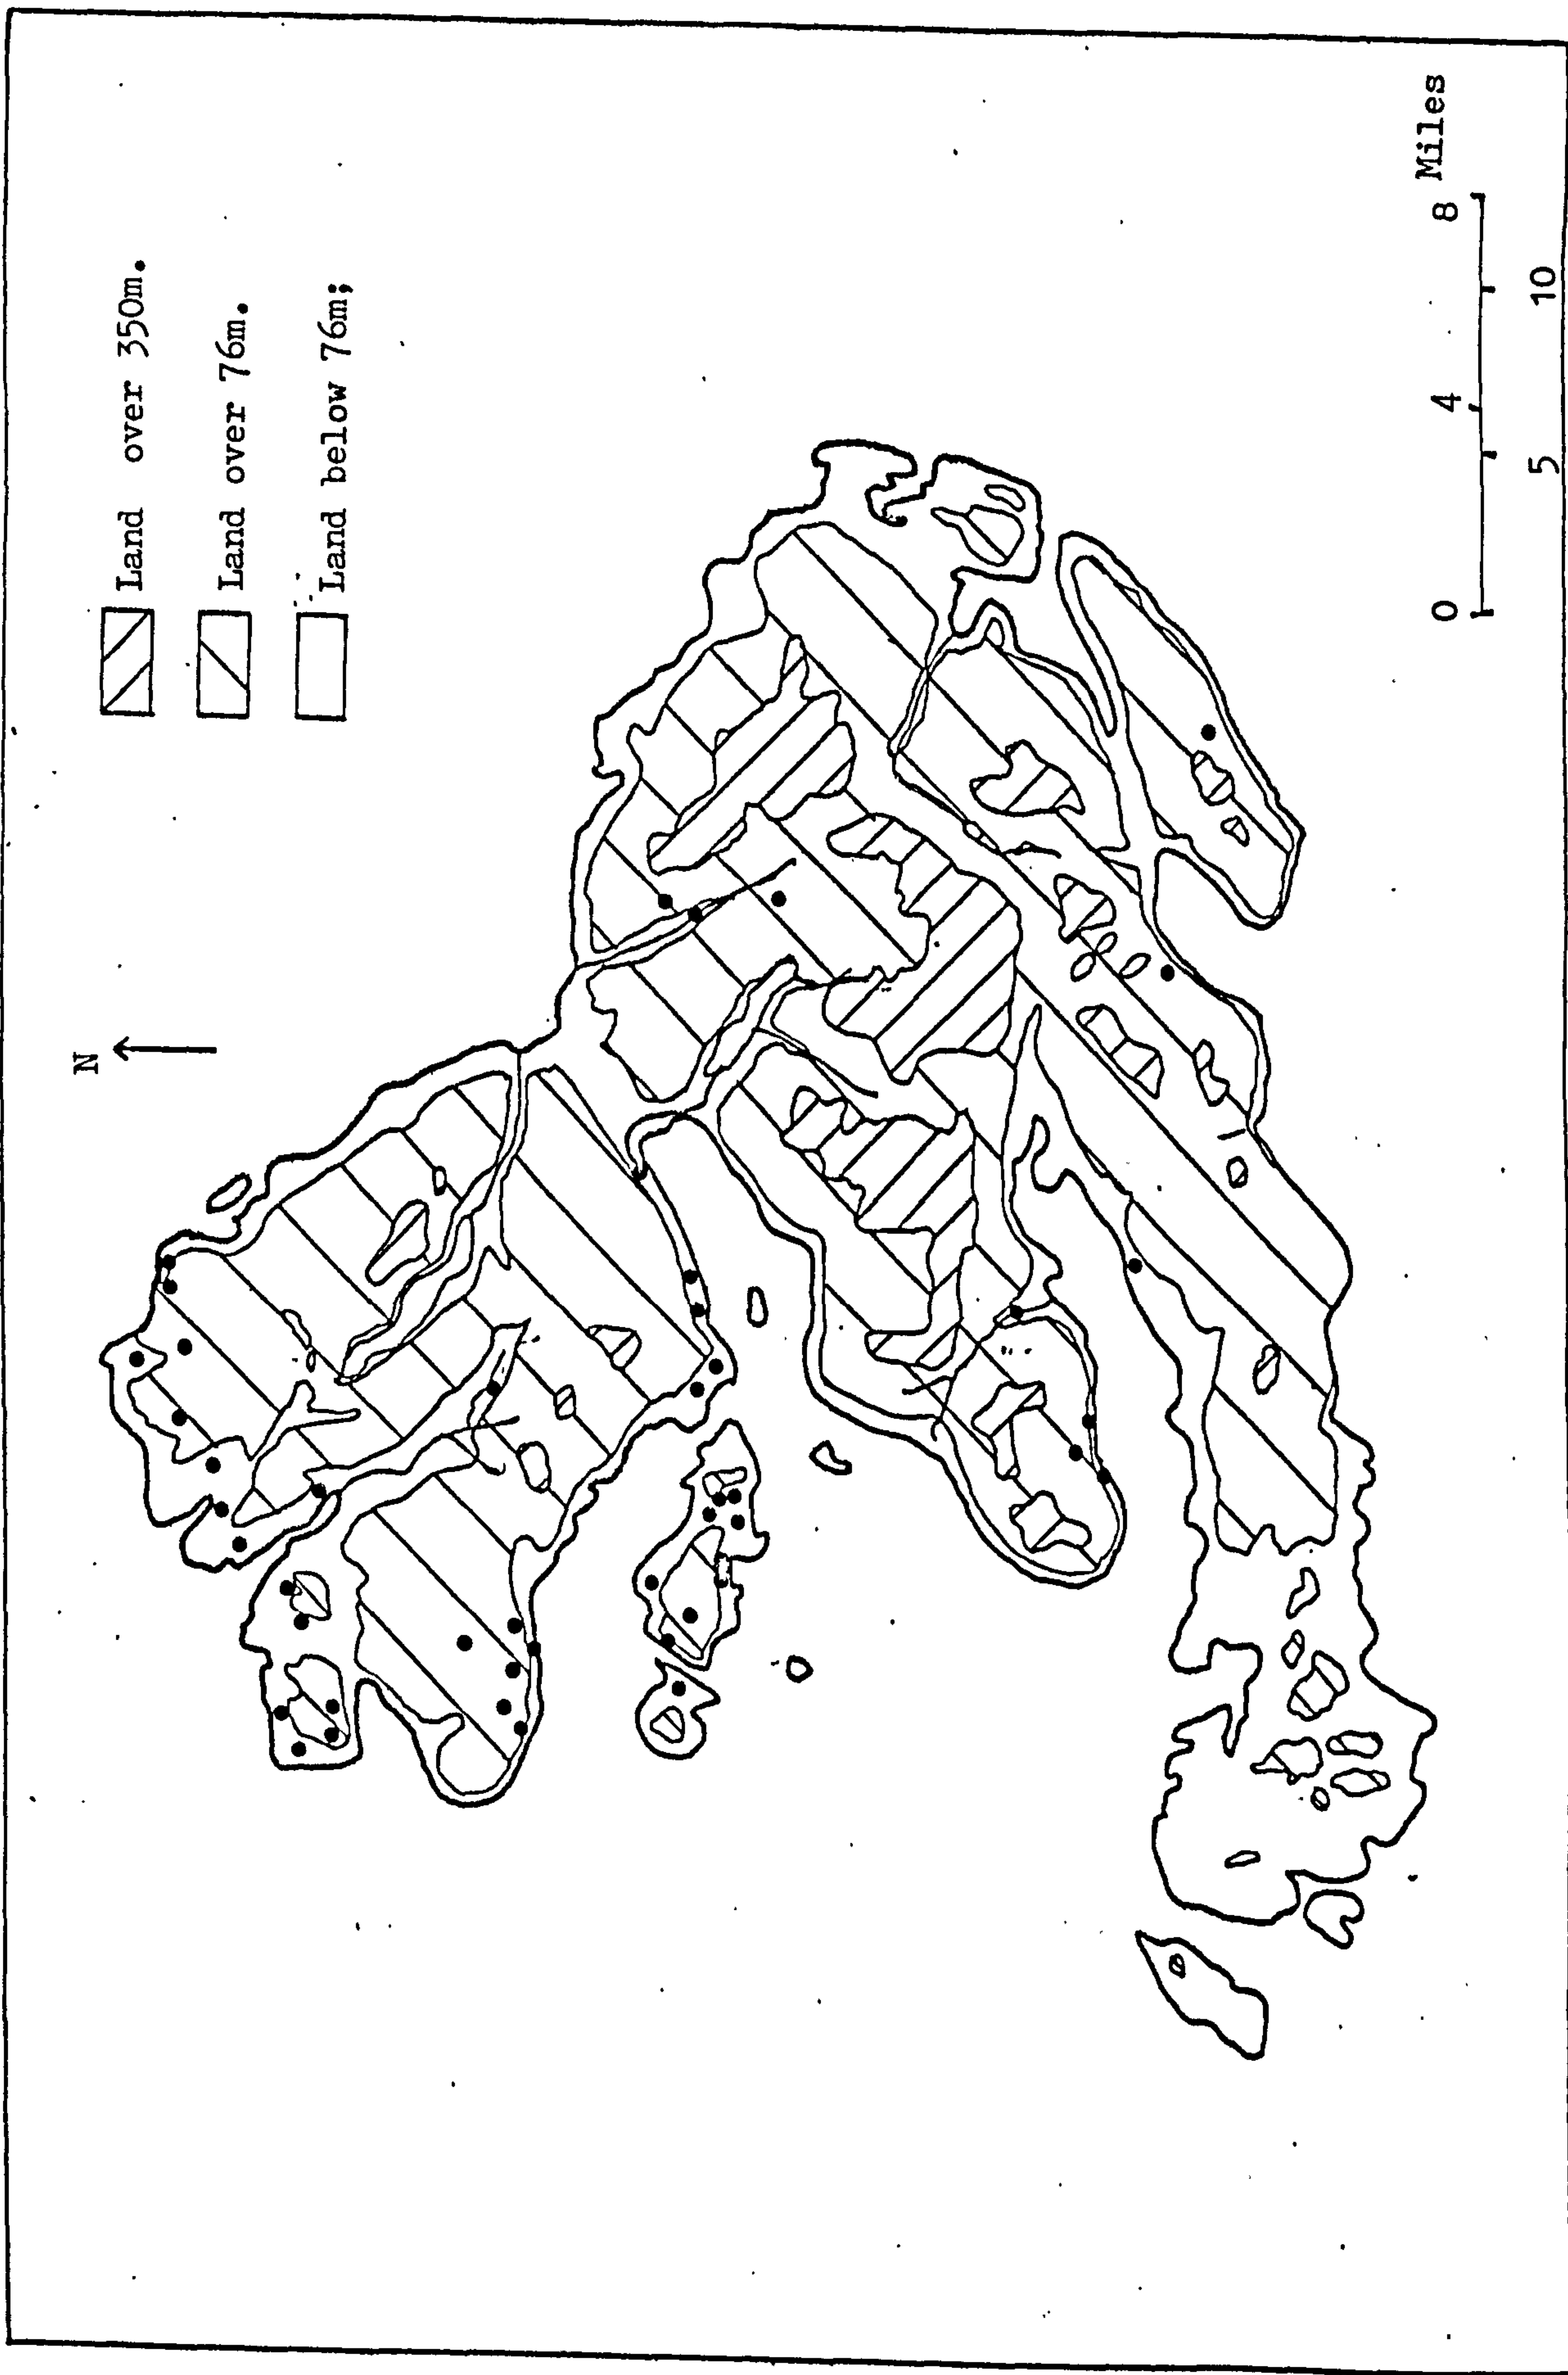 N
Land over 350m.
Land over 76m.
Land below 76m;
0 4 8 Miles
5 10